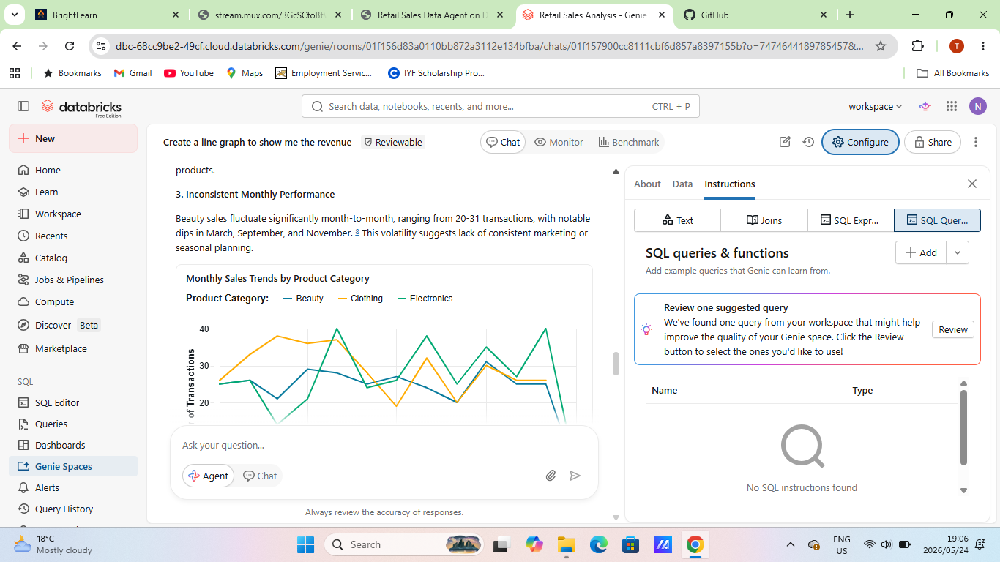 BrightLearn
stream.mux.com/3GcSCtoBt
Retail Sales Data Agent on D
Retail Sales Analysis - Genie
GitHub
dbc-68cc9be2-49cf.cloud.databricks.com/genie/rooms/01f156d83a0110bb872a3112e134bfba/chats/01f157900cc8111cbf6d857a8397155b?o=7474644189785457&...
T
Bookmarks
Gmail
YouTube
Maps
Employment Servic...
IYF Scholarship Pro...
All Bookmarks
databricks
Free Edition
Search data, notebooks, recents, and more...
CTRL + P
workspace
N
New
Home
Learn
Workspace
Recents
Catalog
Jobs & Pipelines
Compute
Discover Beta
Marketplace
SQL
SQL Editor
Queries
Dashboards
Genie Spaces
Alerts
Query History
Create a line graph to show me the revenue
Reviewable
Chat
Monitor
Benchmark
Configure
Share
products.
3. Inconsistent Monthly Performance
Beauty sales fluctuate significantly month-to-month, ranging from 20-31 transactions, with notable
dips in March, September, and November. 8 This volatility suggests lack of consistent marketing or
seasonal planning.
Monthly Sales Trends by Product Category
Product Category: Beauty Clothing Electronics
40
30
20
of Transactions
Ask your question...
Agent
Chat
Always review the accuracy of responses.
About
Data
Instructions
Text
Joins
SQL Expr...
SQL Quer...
SQL queries & functions
Add
Add example queries that Genie can learn from.
Review one suggested query
We've found one query from your workspace that might help
improve the quality of your Genie space. Click the Review
button to select the ones you'd like to use!
Review
Name
Type
No SQL instructions found
18°C
Mostly cloudy
Search
ENG
US
19:06
2026/05/24